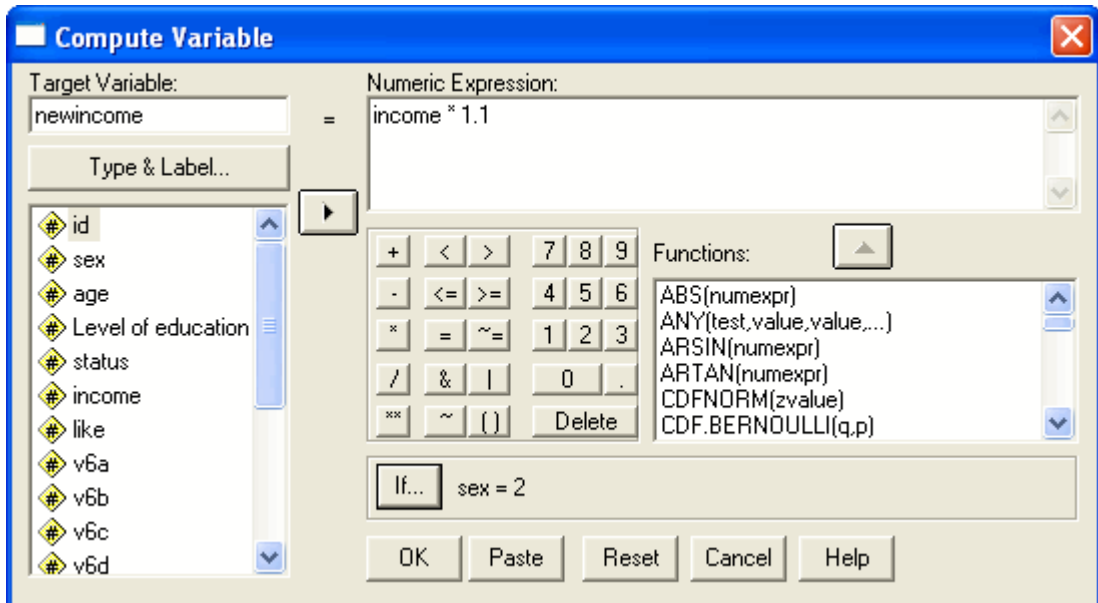 Compute Variable
Target Variable:
newincome
=
Numeric Expression:
income * 1.1
Type & Label...
id
sex
age
Level of education
status
income
like
v6a
v6b
v6c
v6d
+ < > 7 8 9
- <= >= 4 5 6
* = ~= 1 2 3
/ & | 0 .
** ~ ( ) Delete
Functions:
ABS(numexpr)
ANY(test,value,value,...)
ARSIN(numexpr)
ARTAN(numexpr)
CDFNORM(zvalue)
CDF.BERNOULLI(q,p)
If... sex = 2
OK Paste Reset Cancel Help